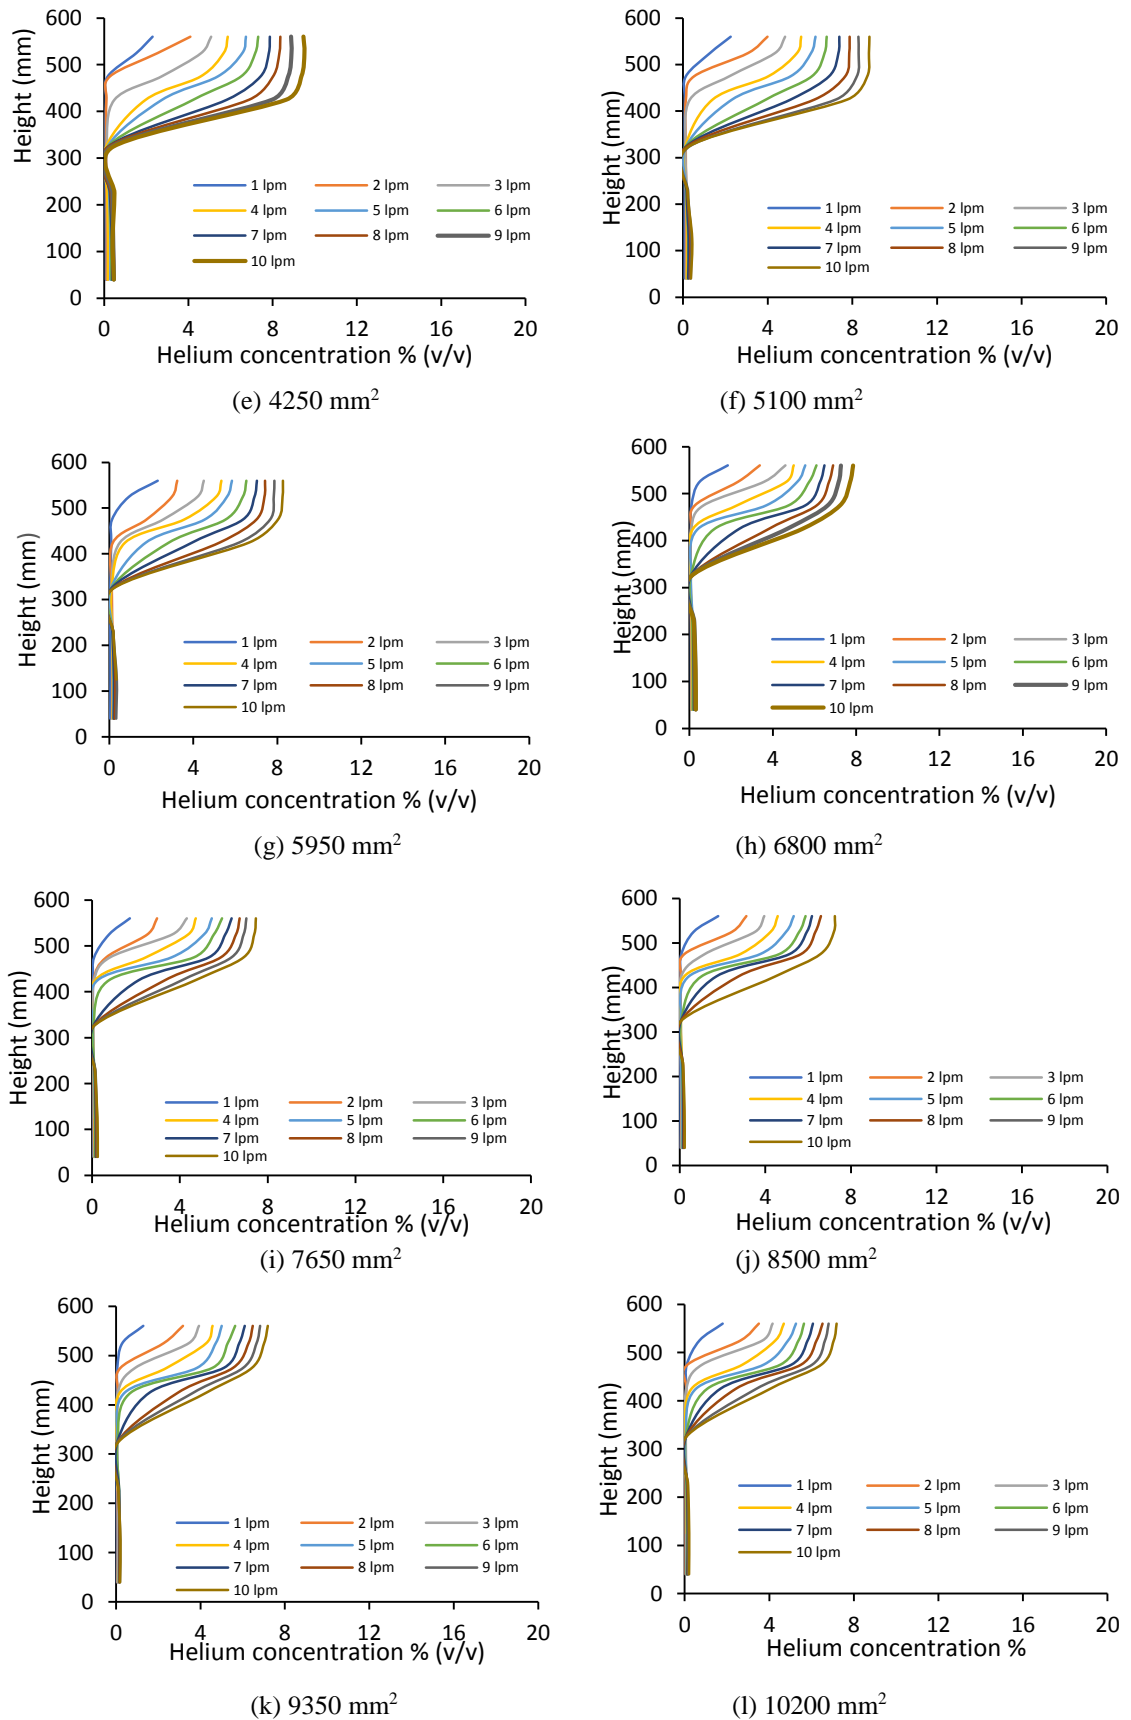 600
500
400
300
200
100
0
Height (mm)
1 lpm 2 lpm 3 lpm
4 lpm 5 lpm 6 lpm
7 lpm 8 lpm 9 lpm
10 lpm
0 4 8 12 16 20
Helium concentration % (v/v)
(e) 4250 mm²
600
500
400
300
200
100
0
Height (mm)
1 lpm 2 lpm 3 lpm
4 lpm 5 lpm 6 lpm
7 lpm 8 lpm 9 lpm
10 lpm
0 4 8 12 16 20
Helium concentration % (v/v)
(f) 5100 mm²
600
500
400
300
200
100
0
Height (mm)
1 lpm 2 lpm 3 lpm
4 lpm 5 lpm 6 lpm
7 lpm 8 lpm 9 lpm
10 lpm
0 4 8 12 16 20
Helium concentration % (v/v)
(g) 5950 mm²
600
500
400
300
200
100
0
Height (mm)
1 lpm 2 lpm 3 lpm
4 lpm 5 lpm 6 lpm
7 lpm 8 lpm 9 lpm
10 lpm
0 4 8 12 16 20
Helium concentration % (v/v)
(h) 6800 mm²
600
500
400
300
200
100
0
Height (mm)
1 lpm 2 lpm 3 lpm
4 lpm 5 lpm 6 lpm
7 lpm 8 lpm 9 lpm
10 lpm
0 4 8 12 16 20
Helium concentration % (v/v)
(i) 7650 mm²
600
500
400
300
200
100
0
Height (mm)
1 lpm 2 lpm 3 lpm
4 lpm 5 lpm 6 lpm
7 lpm 8 lpm 9 lpm
10 lpm
0 4 8 12 16 20
Helium concentration % (v/v)
(j) 8500 mm²
600
500
400
300
200
100
0
Height (mm)
1 lpm 2 lpm 3 lpm
4 lpm 5 lpm 6 lpm
7 lpm 8 lpm 9 lpm
10 lpm
0 4 8 12 16 20
Helium concentration % (v/v)
(k) 9350 mm²
600
500
400
300
200
100
0
Height (mm)
1 lpm 2 lpm 3 lpm
4 lpm 5 lpm 6 lpm
7 lpm 8 lpm 9 lpm
10 lpm
0 4 8 12 16 20
Helium concentration %
(l) 10200 mm²